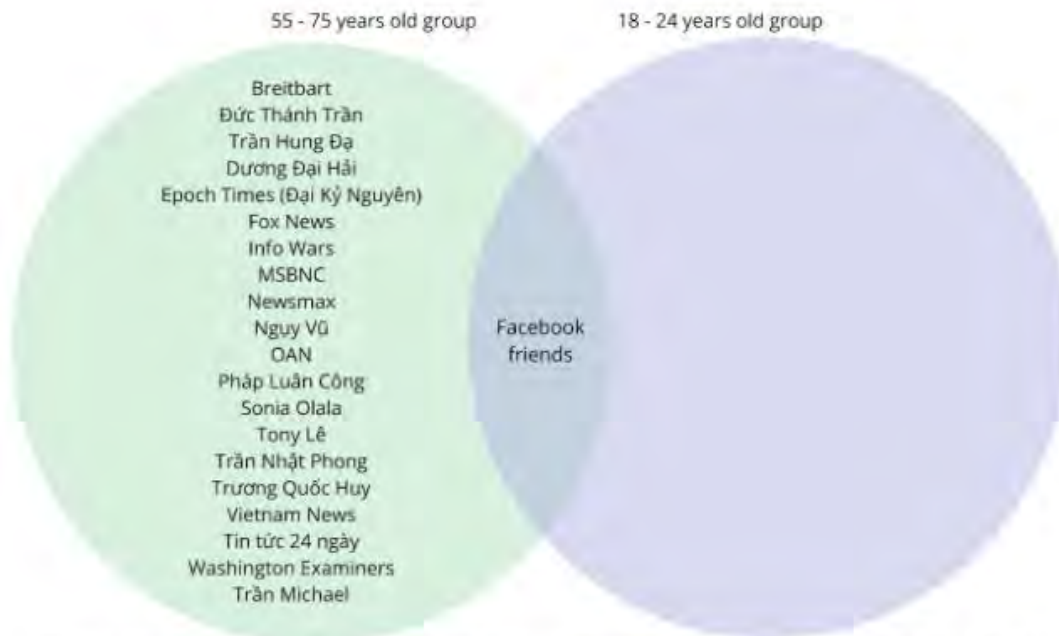 55 - 75 years old group
18 - 24 years old group
Breitbart
Đức Thánh Trần
Trần Hung Đạ
Dương Đại Hải
Epoch Times (Đại Kỷ Nguyên)
Fox News
Info Wars
MSBNC
Newsmax
Ngụy Vũ
OAN
Pháp Luân Công
Sonia Olala
Tony Lê
Trần Nhật Phong
Trương Quốc Huy
Vietnam News
Tin tức 24 ngày
Washington Examiners
Trần Michael
Facebook
friends